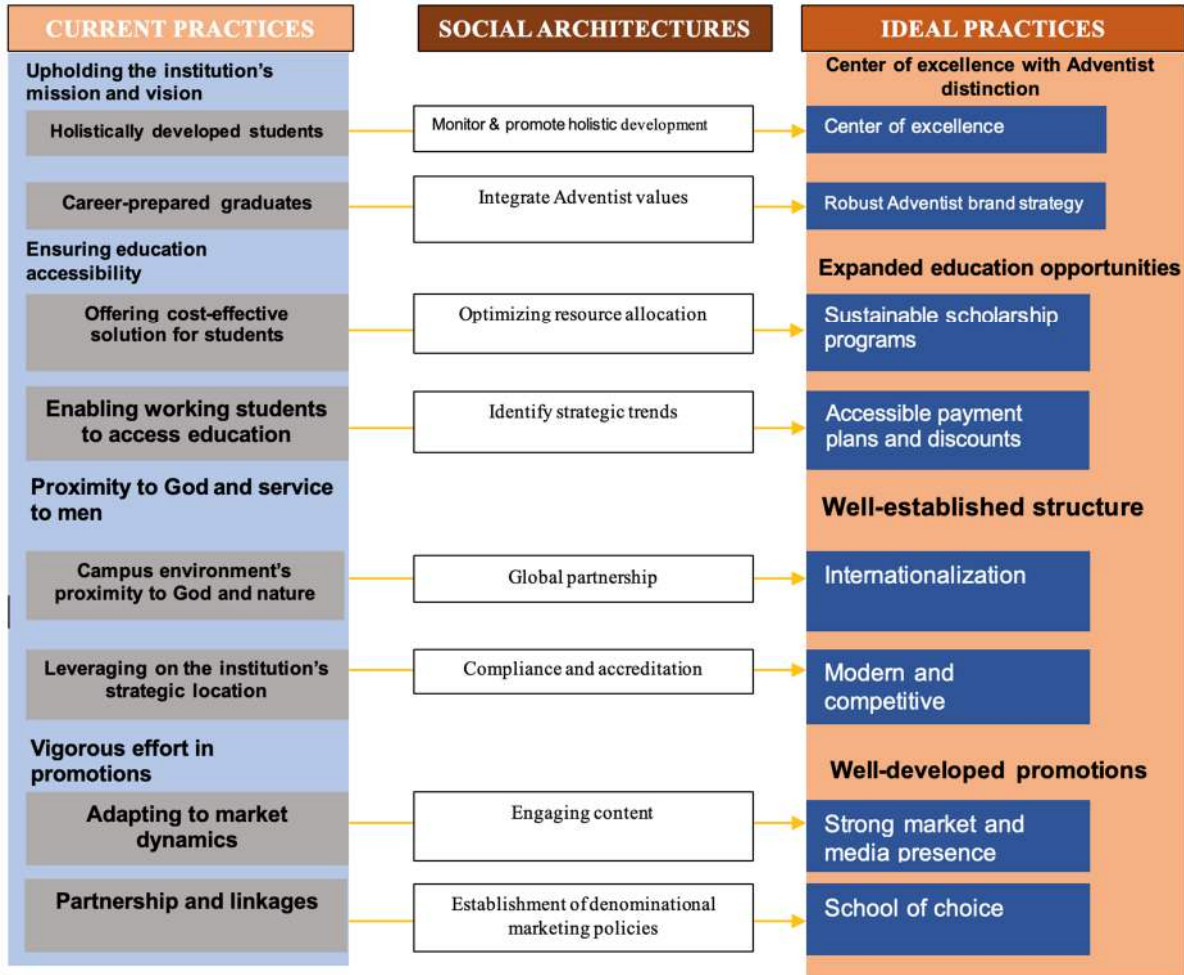 CURRENT PRACTICES
SOCIAL ARCHITECTURES
IDEAL PRACTICES
Upholding the institution's
mission and vision
Center of excellence with Adventist
distinction
Holistically developed students
Monitor & promote holistic development
Center of excellence
Career-prepared graduates
Integrate Adventist values
Robust Adventist brand strategy
Ensuring education
accessibility
Expanded education opportunities
Offering cost-effective
solution for students
Optimizing resource allocation
Sustainable scholarship
programs
Enabling working students
to access education
Identify strategic trends
Accessible payment
plans and discounts
Proximity to God and service
to men
Well-established structure
Campus environment's
proximity to God and nature
Global partnership
Internationalization
Leveraging on the institution's
strategic location
Compliance and accreditation
Modern and
competitive
Vigorous effort in
promotions
Well-developed promotions
Adapting to market
dynamics
Engaging content
Strong market and
media presence
Partnership and linkages
Establishment of denominational
marketing policies
School of choice